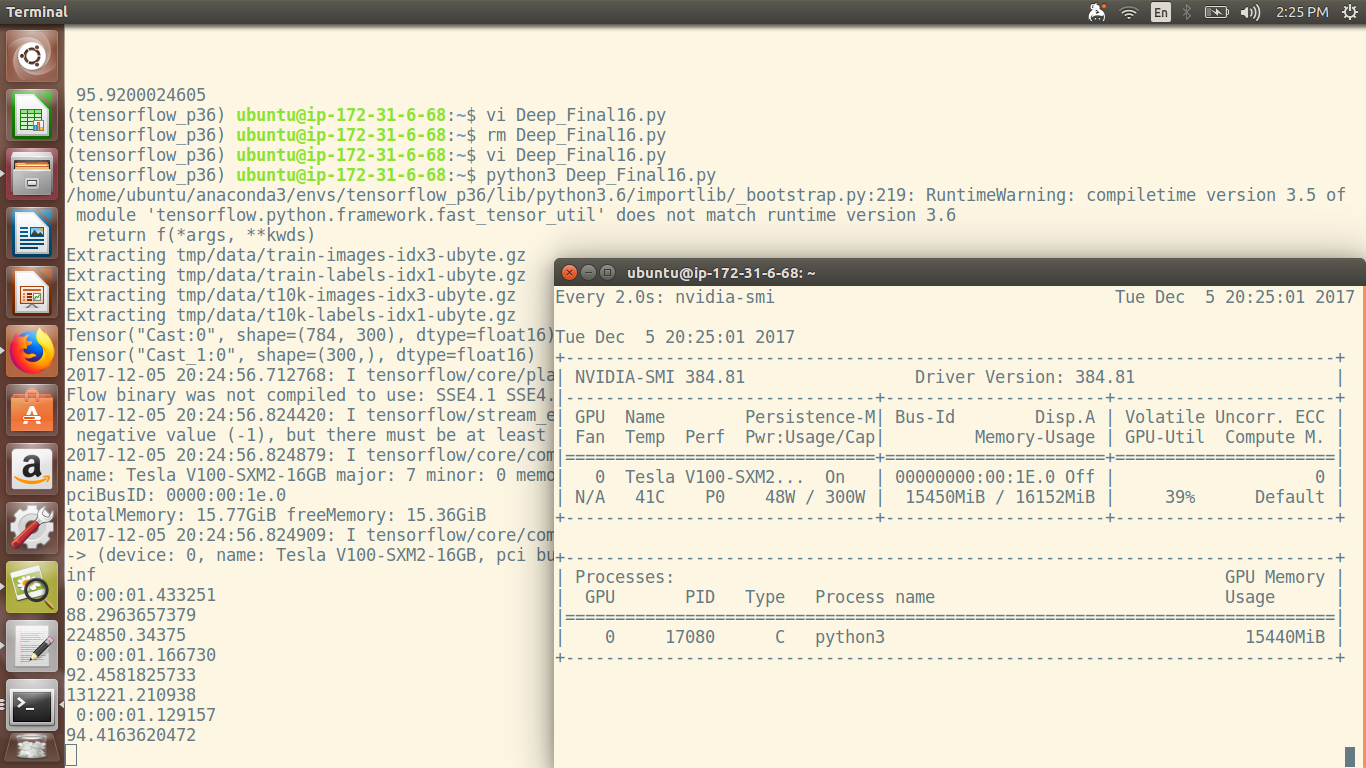 Terminal
En
2:25 PM
95.9200024605
(tensorflow_p36) ubuntu@ip-172-31-6-68:~$ vi Deep_Final16.py
(tensorflow_p36) ubuntu@ip-172-31-6-68:~$ rm Deep_Final16.py
(tensorflow_p36) ubuntu@ip-172-31-6-68:~$ vi Deep_Final16.py
(tensorflow_p36) ubuntu@ip-172-31-6-68:~$ python3 Deep_Final16.py
/home/ubuntu/anaconda3/envs/tensorflow_p36/lib/python3.6/importlib/_bootstrap.py:219: RuntimeWarning: compiletime version 3.5 of
module 'tensorflow.python.framework.fast_tensor_util' does not match runtime version 3.6
return f(*args, **kwds)
Extracting tmp/data/train-images-idx3-ubyte.gz
Extracting tmp/data/train-labels-idx1-ubyte.gz
Extracting tmp/data/t10k-images-idx3-ubyte.gz
Extracting tmp/data/t10k-labels-idx1-ubyte.gz
Tensor("Cast:0", shape=(784, 300), dtype=float16)
Tensor("Cast_1:0", shape=(300,), dtype=float16)
2017-12-05 20:24:56.712768: I tensorflow/core/pla
Flow binary was not compiled to use: SSE4.1 SSE4.
2017-12-05 20:24:56.824420: I tensorflow/stream_e
negative value (-1), but there must be at least
2017-12-05 20:24:56.824879: I tensorflow/core/com
name: Tesla V100-SXM2-16GB major: 7 minor: 0 memo
pciBusID: 0000:00:1e.0
totalMemory: 15.77GiB freeMemory: 15.36GiB
2017-12-05 20:24:56.824909: I tensorflow/core/com
-> (device: 0, name: Tesla V100-SXM2-16GB, pci bu
inf
0:00:01.433251
88.2963657379
224850.34375
0:00:01.166730
92.4581825733
131221.210938
0:00:01.129157
94.4163620472
ubuntu@ip-172-31-6-68: ~
Every 2.0s: nvidia-smi Tue Dec  5 20:25:01 2017
Tue Dec  5 20:25:01 2017
+-----------------------------------------------------------------------------+
| NVIDIA-SMI 384.81                 Driver Version: 384.81                    |
|-------------------------------+----------------------+----------------------+
| GPU  Name        Persistence-M| Bus-Id        Disp.A | Volatile Uncorr. ECC |
| Fan  Temp  Perf  Pwr:Usage/Cap|         Memory-Usage | GPU-Util  Compute M. |
|===============================+======================+======================|
|   0  Tesla V100-SXM2...  On   | 00000000:00:1E.0 Off |                    0 |
| N/A   41C    P0    48W / 300W |  15450MiB / 16152MiB |     39%      Default |
+-------------------------------+----------------------+----------------------+
+-----------------------------------------------------------------------------+
| Processes:                                                       GPU Memory |
|  GPU       PID   Type   Process name                             Usage      |
|=============================================================================|
|    0     17080      C   python3                                    15440MiB |
+-----------------------------------------------------------------------------+